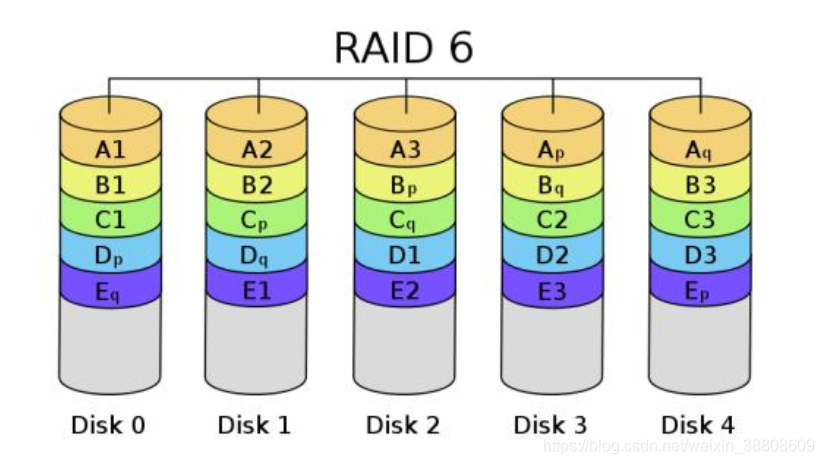 RAID 6
A1 A2 A3 Ap Aq
B1 B2 Bp Bq B3
C1 Cp Cq C2 C3
Dp Dq D1 D2 D3
Eq E1 E2 E3 Ep
Disk 0 Disk 1 Disk 2 Disk 3 Disk 4
https://blog.csdn.net/weixin_38808609